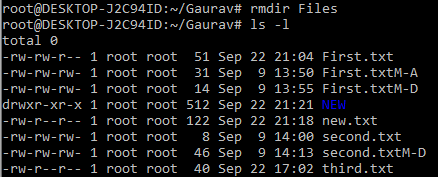 root@DESKTOP-J2C94ID:~/Gaurav# rmdir Files
root@DESKTOP-J2C94ID:~/Gaurav# ls -l
total 0
-rw-rw-r-- 1 root root  51 Sep 22 21:04 First.txt
-rw-rw-rw- 1 root root  31 Sep  9 13:50 First.txtM-A
-rw-rw-rw- 1 root root  14 Sep  9 13:55 First.txtM-D
drwxr-xr-x 1 root root 512 Sep 22 21:21 NEW
-rw-r--r-- 1 root root 122 Sep 22 21:18 new.txt
-rw-rw-rw- 1 root root   8 Sep  9 14:00 second.txt
-rw-rw-rw- 1 root root  46 Sep  9 14:13 second.txtM-D
-rw-r--r-- 1 root root  40 Sep 22 17:02 third.txt